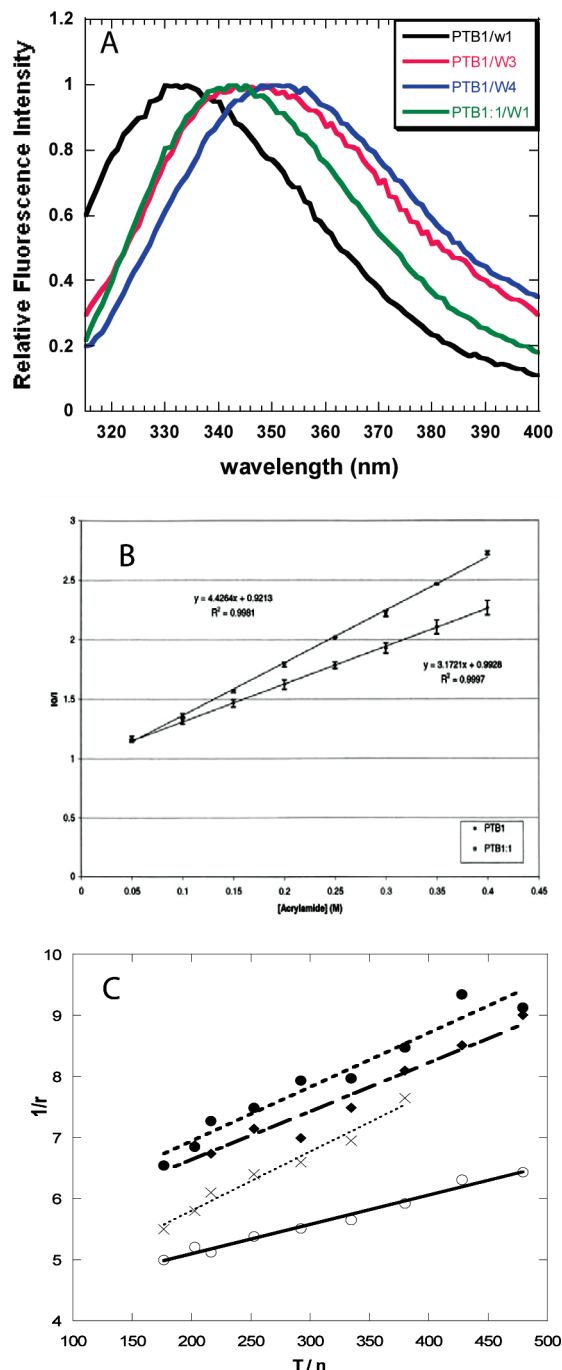 A
PTB1/w1
PTB1/W3
PTB1/W4
PTB1:1/W1
Relative Fluorescence Intensity
1.2
1
0.8
0.6
0.4
0.2
0
320 330 340 350 360 370 380 390 400
wavelength (nm)
B
3
2.5
2
1.5
1
0.5
0
y = 4.4264x + 0.9213
R² = 0.9981
y = 3.1721x + 0.9928
R² = 0.9997
I0/I
PTB1
PTB1:1
0 0.05 0.1 0.15 0.2 0.25 0.3 0.35 0.4 0.45
[Acrylamide] (M)
C
10
9
8
7
6
5
4
1/r
100 150 200 250 300 350 400 450 500
T/n